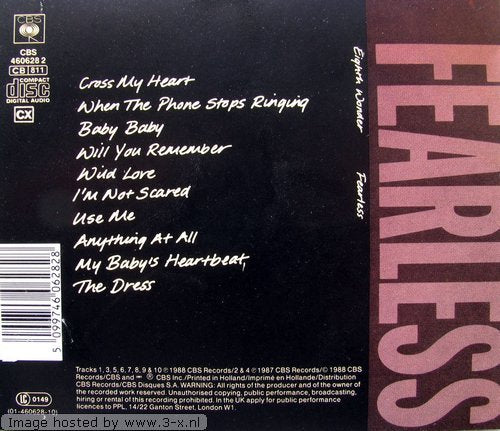 CBS
CBS
460628 2
CB 811
COMPACT
disc
DIGITAL AUDIO
CX
Cross My Heart
When The Phone Stops Ringing
Baby Baby
Will You Remember
Wild Love
I'm Not Scared
Use Me
Anything At All
My Baby's Heartbeat
The Dress
Eighth Wonder Fearless
FEARLESS
5 099746 062828
Tracks 1, 3, 5, 6, 7, 8, 9 & 10 ℗ 1988 CBS Records/2 & 4 ℗ 1987 CBS Records/© 1988 CBS
Records/CBS and ® CBS Inc./Printed in Holland/Imprimé en Hollande/Distribution
CBS Records/CBS Disques S.A. WARNING: All rights of the producer and of the owner of
the recorded work reserved. Unauthorised copying, public performance, broadcasting,
hiring or rental of this recording prohibited. In the UK apply for public performance
licences to PPL, 14/22 Ganton Street, London W1.
LC 0149
(01-460628-10)
Image hosted by www.3-x.nl